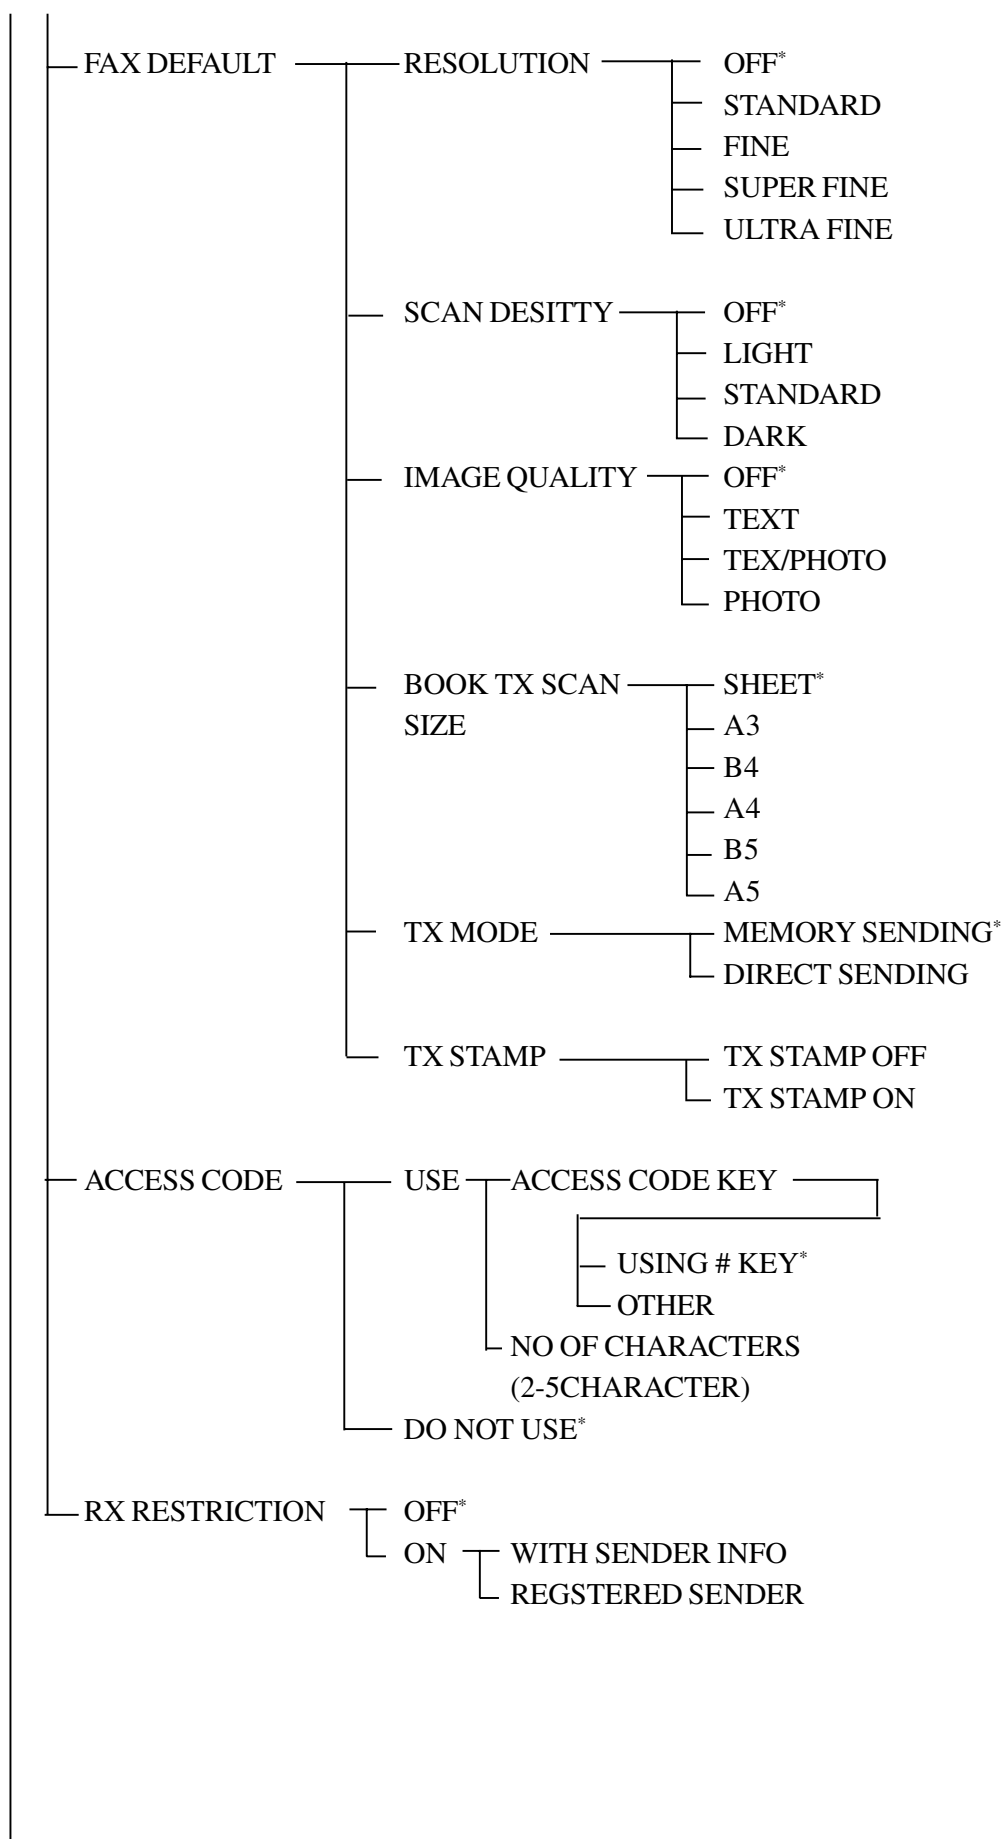 FAX DEFAULT RESOLUTION OFF*
STANDARD
FINE
SUPER FINE
ULTRA FINE
SCAN DESITTY OFF*
LIGHT
STANDARD
DARK
IMAGE QUALITY OFF*
TEXT
TEX/PHOTO
PHOTO
BOOK TX SCAN SHEET*
SIZE A3
B4
A4
B5
A5
TX MODE MEMORY SENDING*
DIRECT SENDING
TX STAMP TX STAMP OFF
TX STAMP ON
ACCESS CODE USE ACCESS CODE KEY
USING # KEY*
OTHER
NO OF CHARACTERS
(2-5CHARACTER)
DO NOT USE*
RX RESTRICTION OFF*
ON WITH SENDER INFO
REGSTERED SENDER